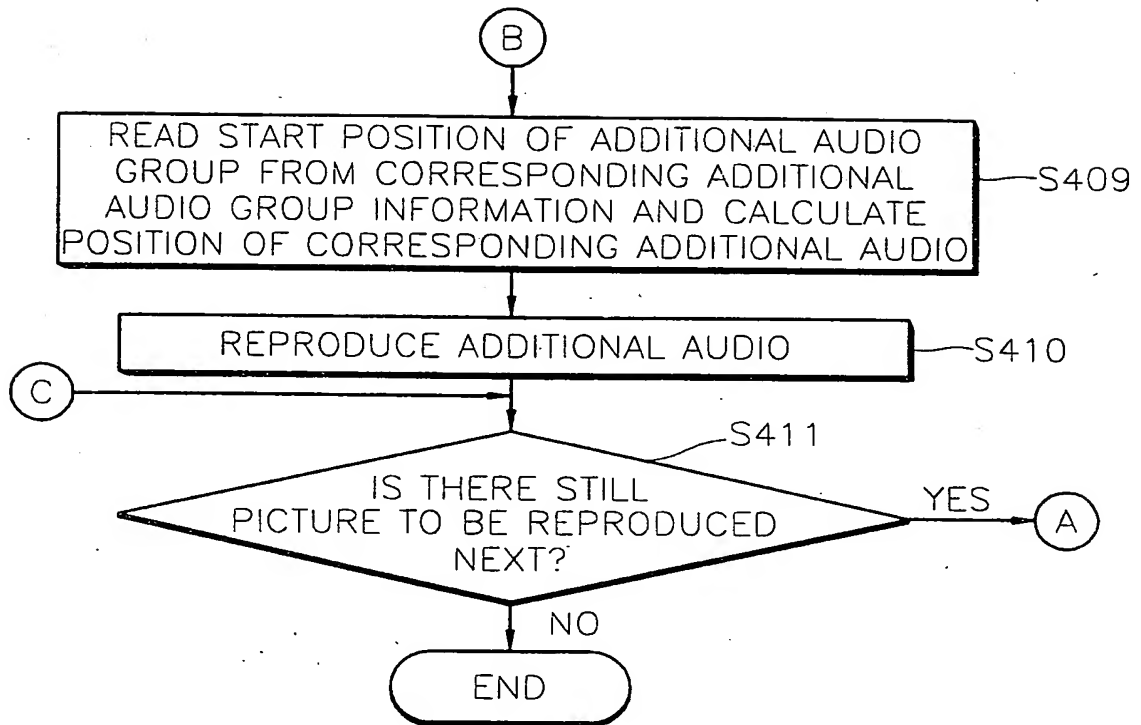 B
READ START POSITION OF ADDITIONAL AUDIO
GROUP FROM CORRESPONDING ADDITIONAL
AUDIO GROUP INFORMATION AND CALCULATE
POSITION OF CORRESPONDING ADDITIONAL AUDIO
S409
REPRODUCE ADDITIONAL AUDIO
S410
C
S411
IS THERE STILL
PICTURE TO BE REPRODUCED
NEXT?
YES
A
NO
END